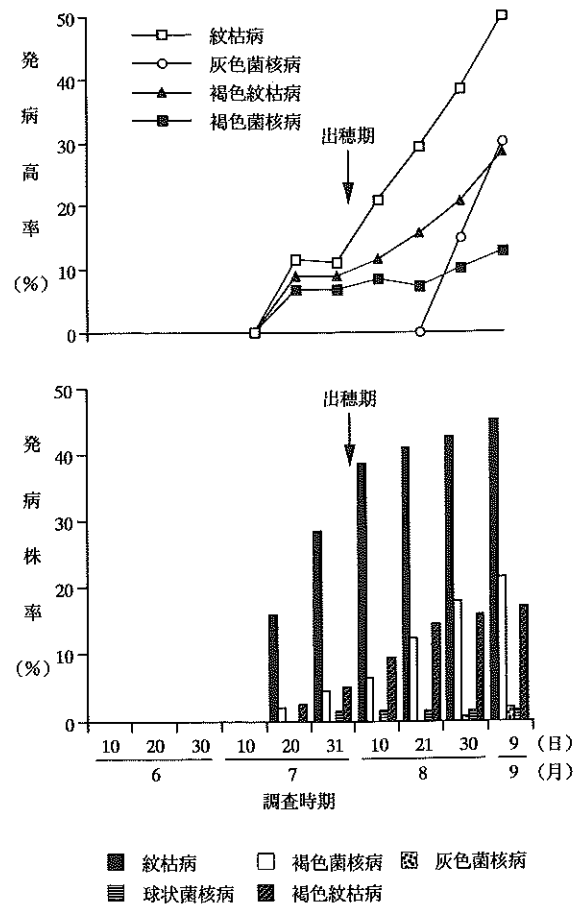 50
40
30
20
10
0
発病高率(%)
紋枯病
灰色菌核病
褐色紋枯病
褐色菌核病
出穂期
50
40
30
20
10
0
発病株率(%)
出穂期
10 20 30 10 20 31 10 21 30 9 (日)
6 7 8 9 (月)
調査時期
紋枯病 褐色菌核病 灰色菌核病
球状菌核病 褐色紋枯病